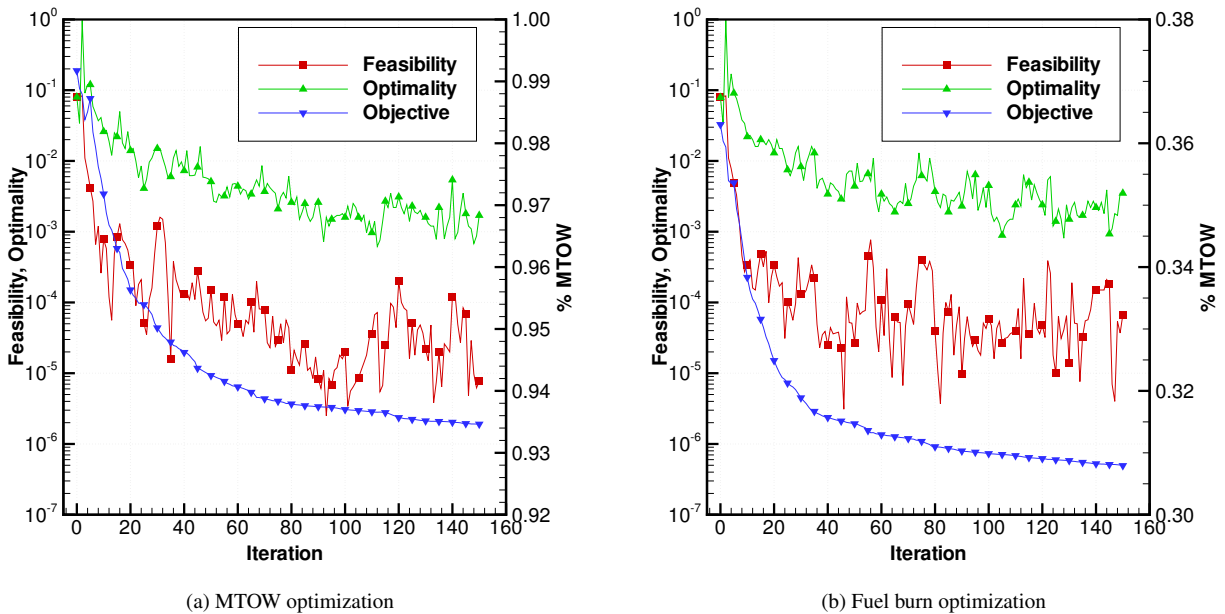 10^0
10^-1
10^-2
10^-3
10^-4
10^-5
10^-6
10^-7
Feasibility, Optimality
0 20 40 60 80 100 120 140 160
Iteration
1.00
0.99
0.98
0.97
0.96
0.95
0.94
0.93
0.92
% MTOW
Feasibility
Optimality
Objective
(a) MTOW optimization
10^0
10^-1
10^-2
10^-3
10^-4
10^-5
10^-6
10^-7
Feasibility, Optimality
0 20 40 60 80 100 120 140 160
Iteration
0.38
0.36
0.34
0.32
0.30
% MTOW
Feasibility
Optimality
Objective
(b) Fuel burn optimization